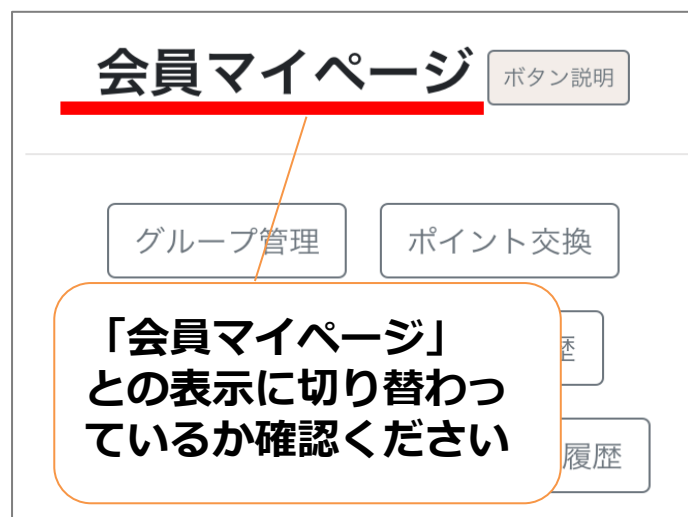 会員マイページ ボタン説明
グループ管理 ポイント交換
「会員マイページ」
との表示に切り替わっ
ているか確認ください
歴
履歴